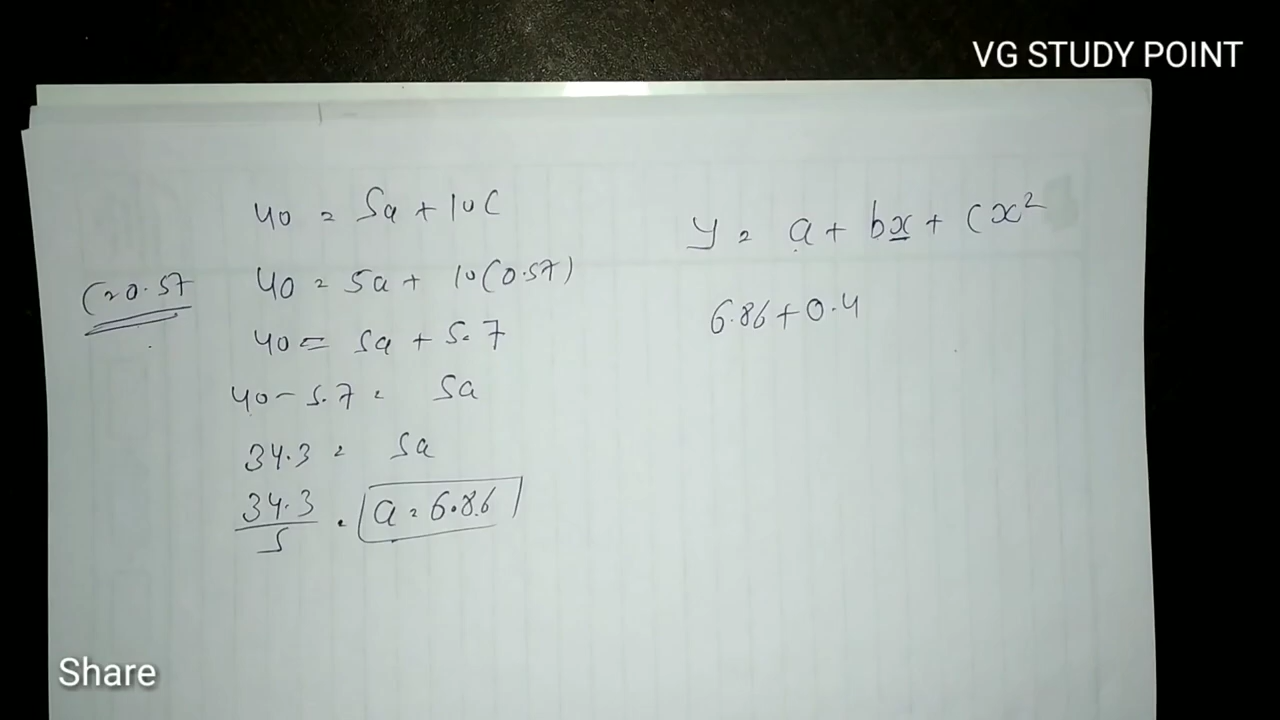 VG STUDY POINT
40 = 5a + 10C
C = 0.57
40 = 5a + 10(0.57)
40 = 5a + 5.7
40 - 5.7 = 5a
34.3 = 5a
34.3/5 = a = 6.86
y = a + bx + Cx²
6.86 + 0.4
Share